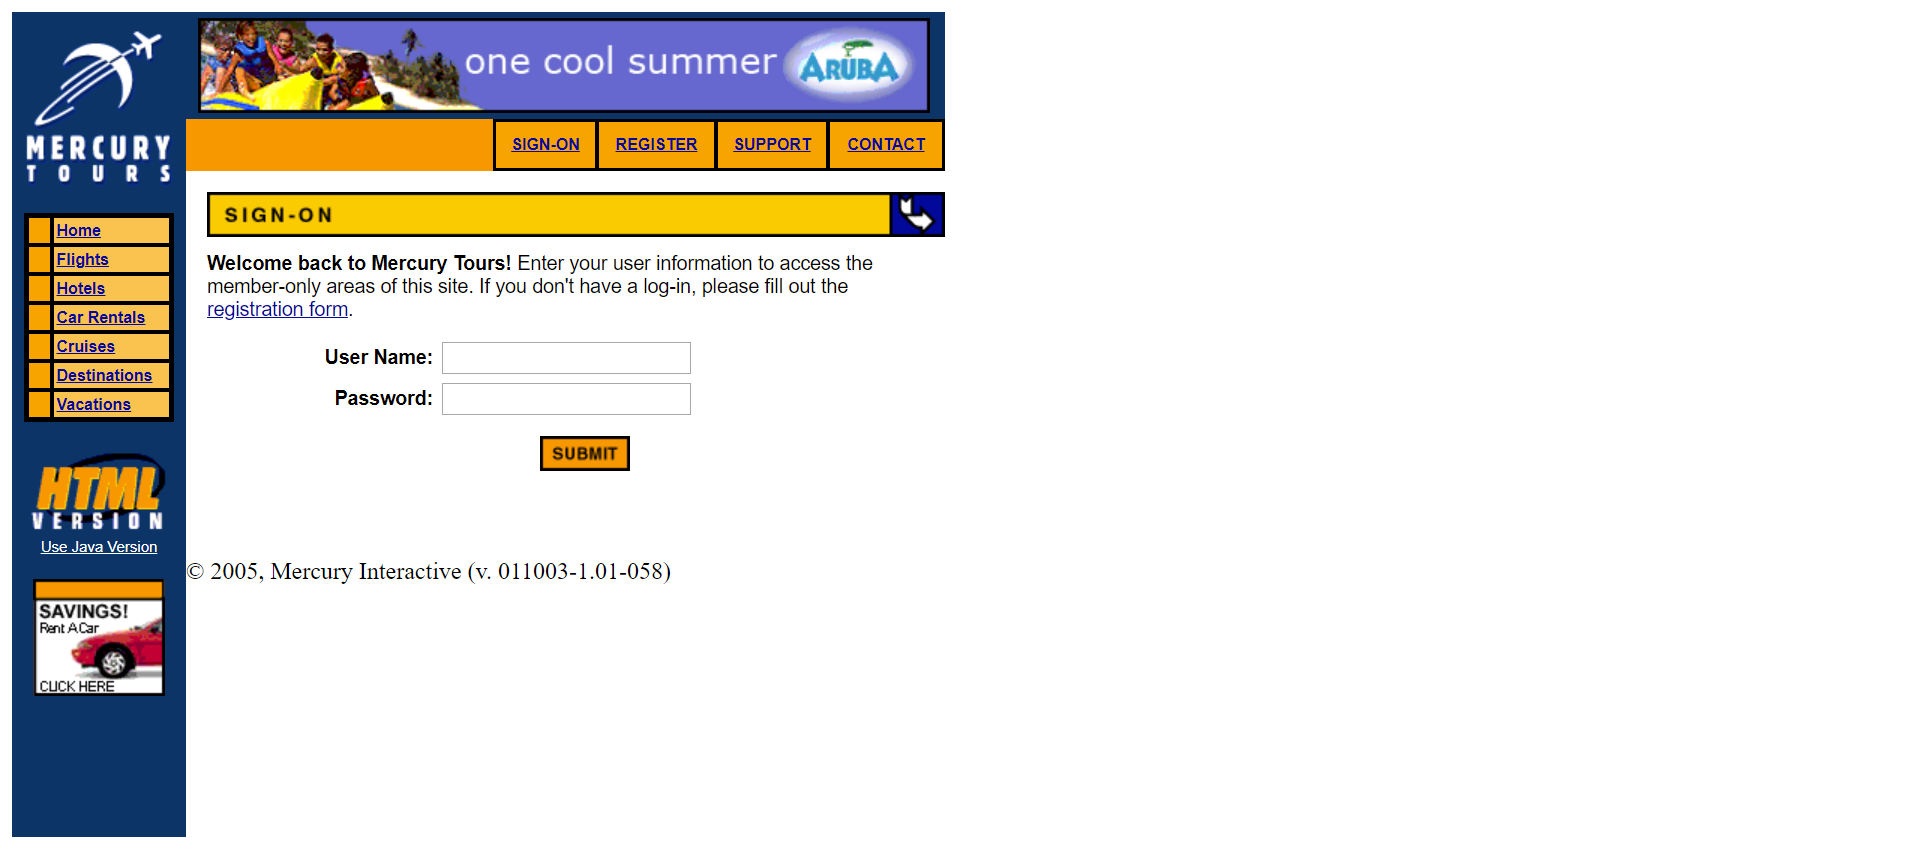 MERCURY
TOURS
one cool summer
ARUBA
SIGN-ON
REGISTER
SUPPORT
CONTACT
Home
Flights
Hotels
Car Rentals
Cruises
Destinations
Vacations
HTML
VERSION
Use Java Version
SAVINGS!
Rent A Car
CLICK HERE
SIGN-ON
Welcome back to Mercury Tours! Enter your user information to access the
member-only areas of this site. If you don't have a log-in, please fill out the
registration form.
User Name:
Password:
SUBMIT
© 2005, Mercury Interactive (v. 011003-1.01-058)